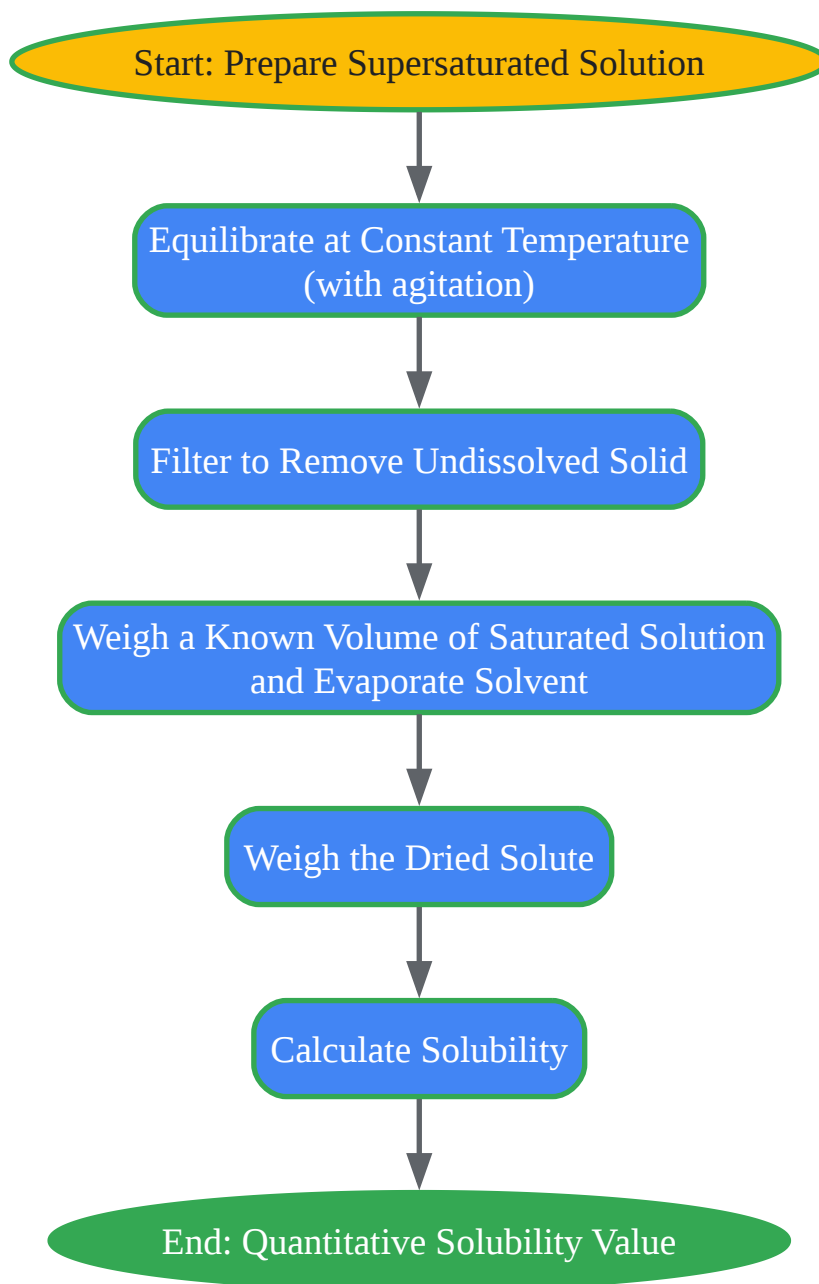 Start: Prepare Supersaturated Solution
Equilibrate at Constant Temperature
(with agitation)
Filter to Remove Undissolved Solid
Weigh a Known Volume of Saturated Solution
and Evaporate Solvent
Weigh the Dried Solute
Calculate Solubility
End: Quantitative Solubility Value